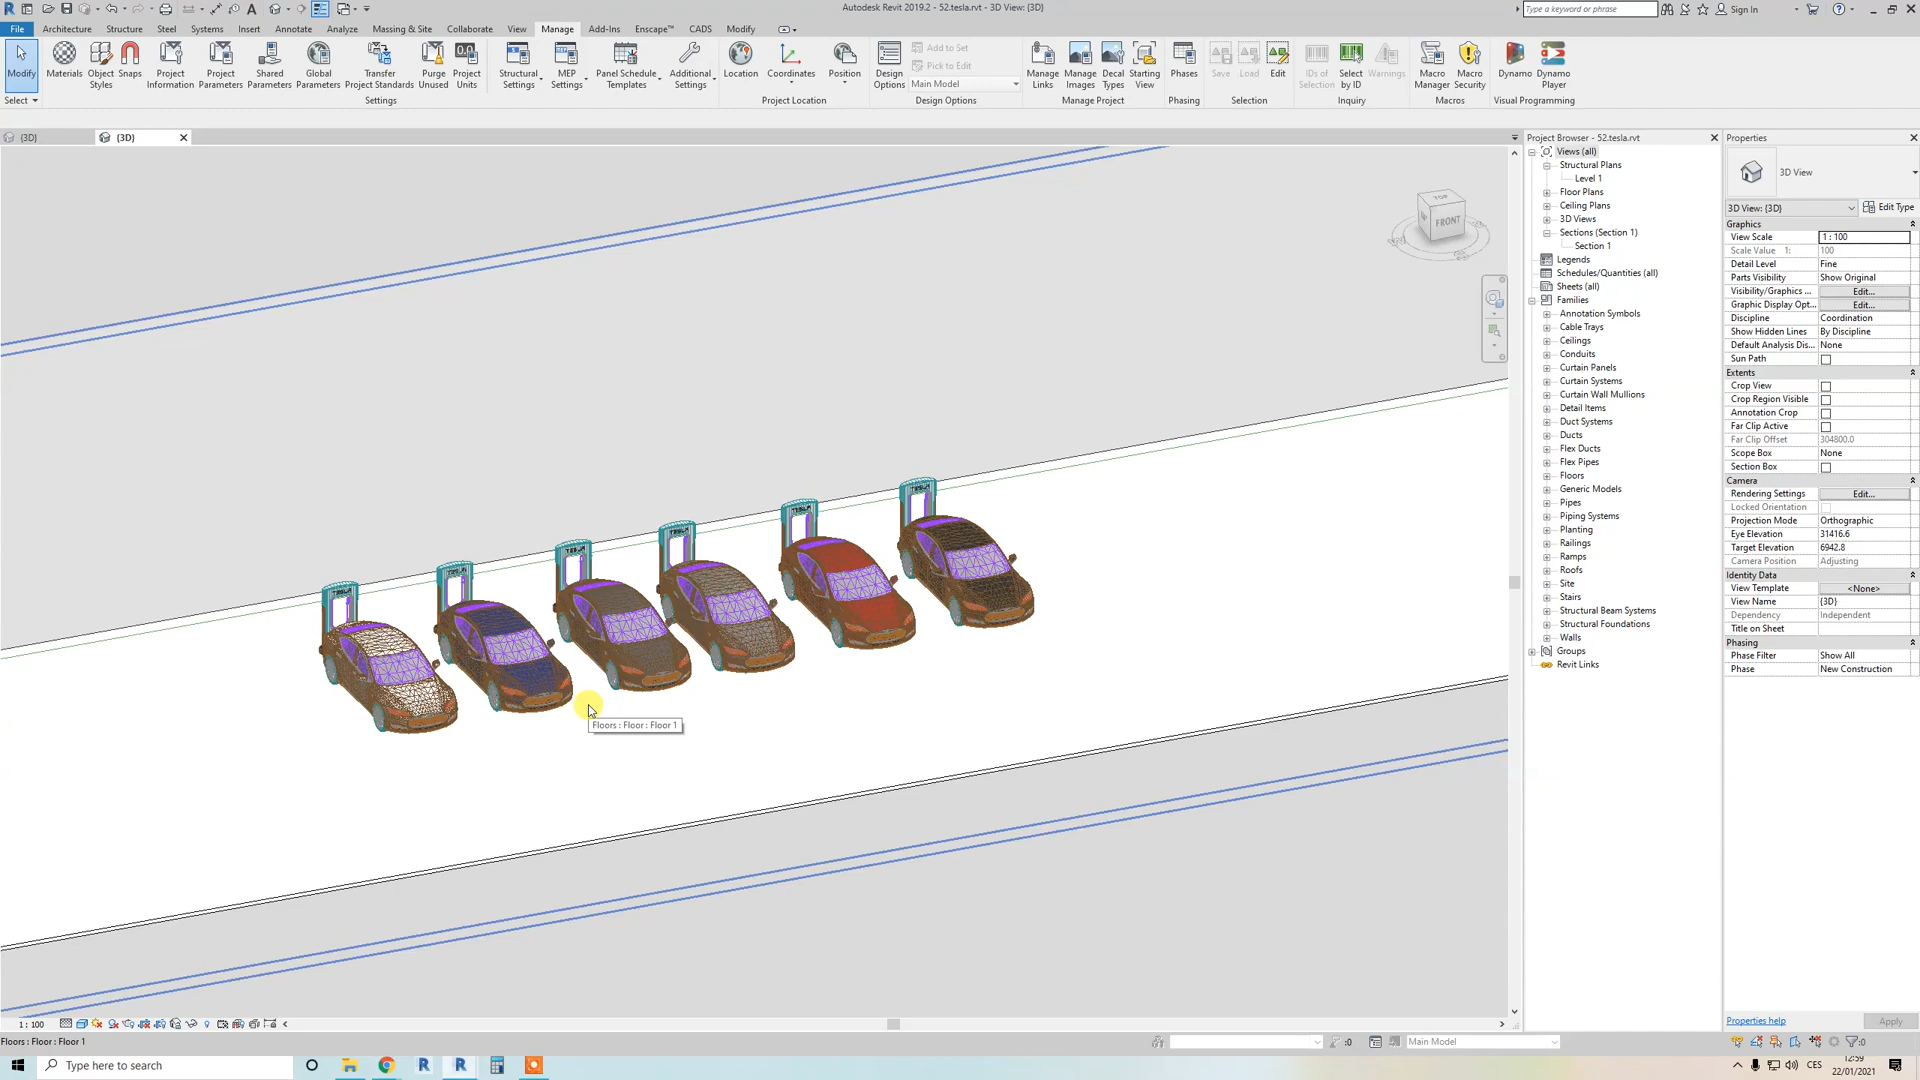 Autodesk Revit 2019.2 - 52.tesla.rvt - 3D View: {3D}
Type a keyword or phrase
Sign In
File Architecture Structure Steel Systems Insert Annotate Analyze Massing & Site Collaborate View Manage Add-Ins Enscape™ CADS Modify
Modify
Materials
Object Styles
Snaps
Project Information
Project Parameters
Shared Parameters
Global Parameters
Transfer Project Standards
Purge Unused
Project Units
Structural Settings
MEP Settings
Panel Schedule Templates
Additional Settings
Location
Coordinates
Position
Design Options
Add to Set
Pick to Edit
Main Model
Manage Links
Manage Images
Decal Types
Starting View
Phases
Save
Load
Edit
IDs of Selection
Select by ID
Warnings
Macro Manager
Macro Security
Dynamo
Dynamo Player
Select
Settings
Project Location
Design Options
Manage Project
Phasing
Selection
Inquiry
Macros
Visual Programming
{3D}
{3D}
TOP
FRONT
TESLA
TESLA
TESLA
TESLA
TESLA
TESLA
Floors : Floor : Floor 1
Project Browser - 52.tesla.rvt
Views (all)
Structural Plans
Level 1
Floor Plans
Ceiling Plans
3D Views
Sections (Section 1)
Section 1
Legends
Schedules/Quantities (all)
Sheets (all)
Families
Annotation Symbols
Cable Trays
Ceilings
Conduits
Curtain Panels
Curtain Systems
Curtain Wall Mullions
Detail Items
Duct Systems
Ducts
Flex Ducts
Flex Pipes
Floors
Generic Models
Pipes
Piping Systems
Planting
Railings
Ramps
Roofs
Site
Stairs
Structural Beam Systems
Structural Foundations
Walls
Groups
Revit Links
Properties
3D View
3D View: {3D}
Edit Type
Graphics
View Scale 1 : 100
Scale Value 1: 100
Detail Level Fine
Parts Visibility Show Original
Visibility/Graphics ... Edit...
Graphic Display Opt... Edit...
Discipline Coordination
Show Hidden Lines By Discipline
Default Analysis Dis... None
Sun Path
Extents
Crop View
Crop Region Visible
Annotation Crop
Far Clip Active
Far Clip Offset 304800.0
Scope Box None
Section Box
Camera
Rendering Settings Edit...
Locked Orientation
Projection Mode Orthographic
Eye Elevation 31416.6
Target Elevation 6942.8
Camera Position Adjusting
Identity Data
View Template <None>
View Name {3D}
Dependency Independent
Title on Sheet
Phasing
Phase Filter Show All
Phase New Construction
Properties help
Apply
1 : 100
Floors : Floor : Floor 1
:0
Main Model
:0
Type here to search
CES
12:59
22/01/2021